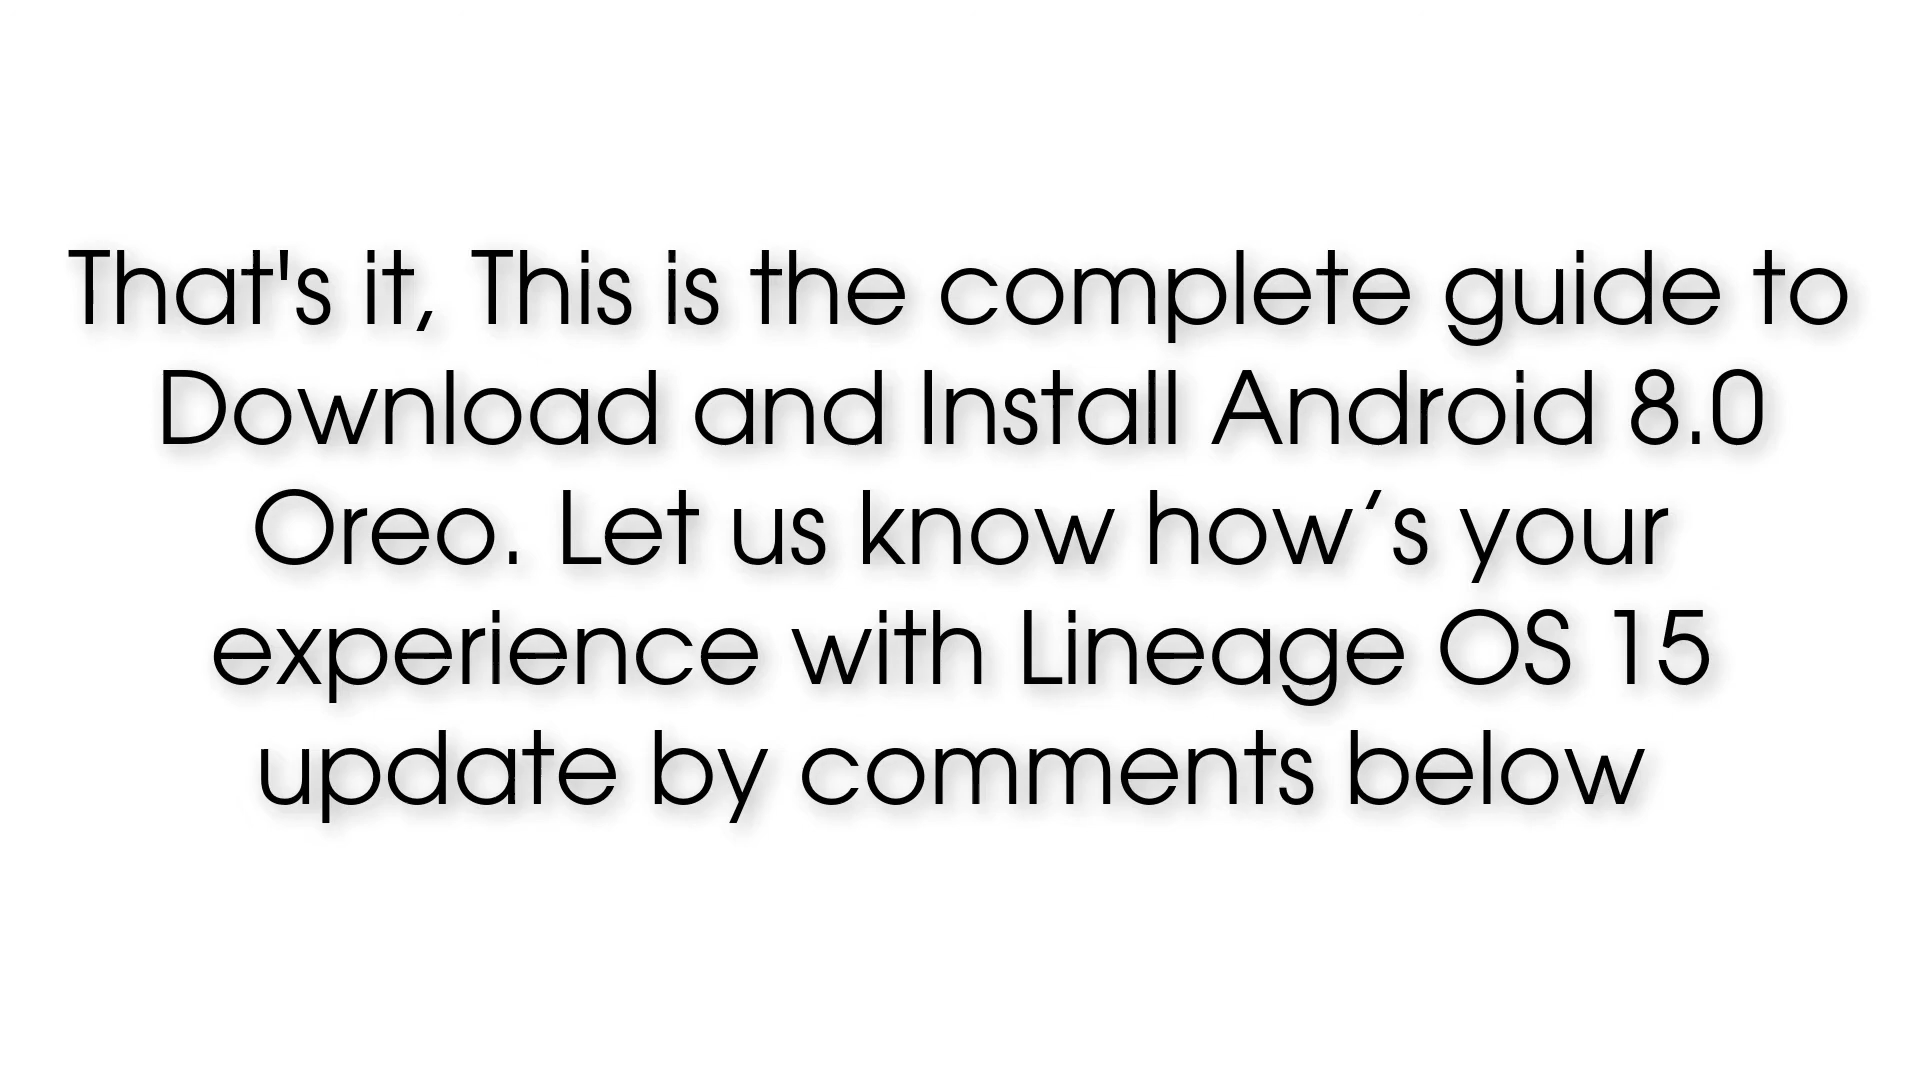 That's it, This is the complete guide to
Download and Install Android 8.0
Oreo. Let us know how‘s your
experience with Lineage OS 15
update by comments below